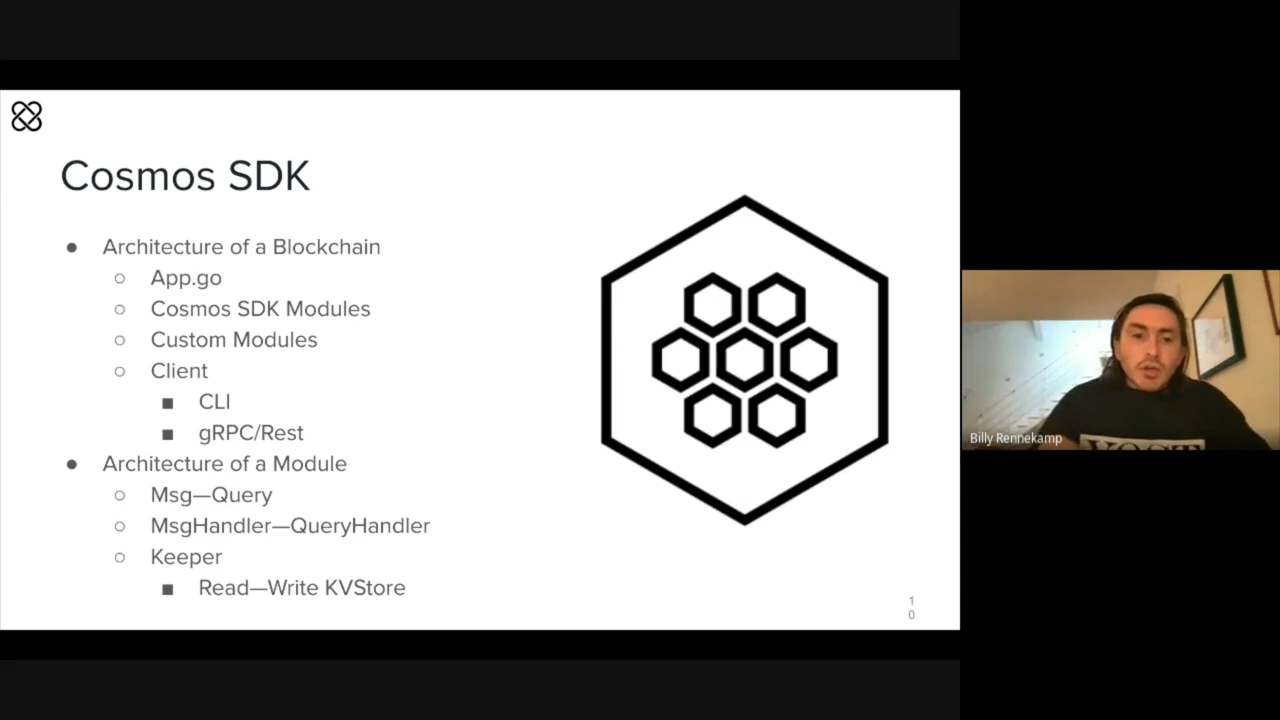 Cosmos SDK
● Architecture of a Blockchain
○ App.go
○ Cosmos SDK Modules
○ Custom Modules
○ Client
■ CLI
■ gRPC/Rest
● Architecture of a Module
○ Msg—Query
○ MsgHandler—QueryHandler
○ Keeper
■ Read—Write KVStore
1
0
Billy Rennekamp